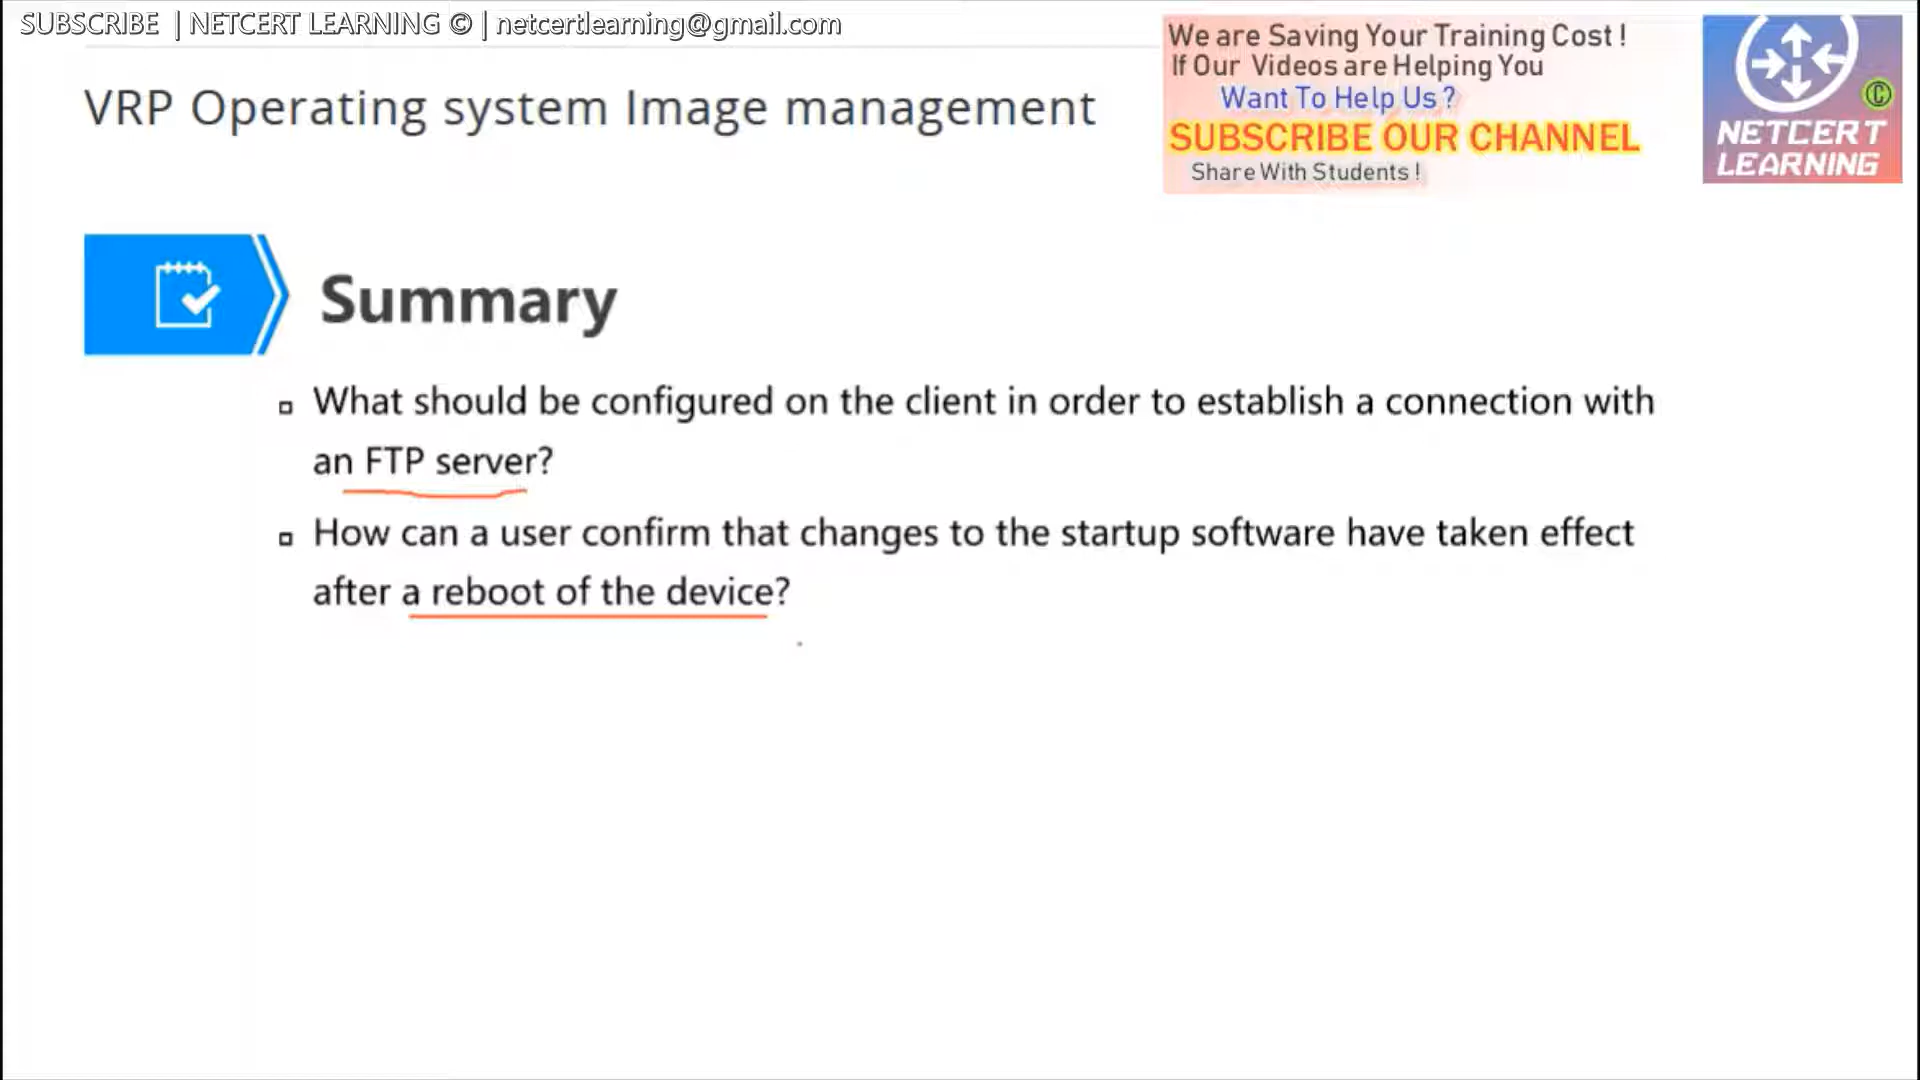 SUBSCRIBE | NETCERT LEARNING © | netcertlearning@gmail.com
We are Saving Your Training Cost !
If Our Videos are Helping You
Want To Help Us ?
SUBSCRIBE OUR CHANNEL
Share With Students !
©
NETCERT
LEARNING
VRP Operating system Image management
Summary
What should be configured on the client in order to establish a connection with
an FTP server?
How can a user confirm that changes to the startup software have taken effect
after a reboot of the device?